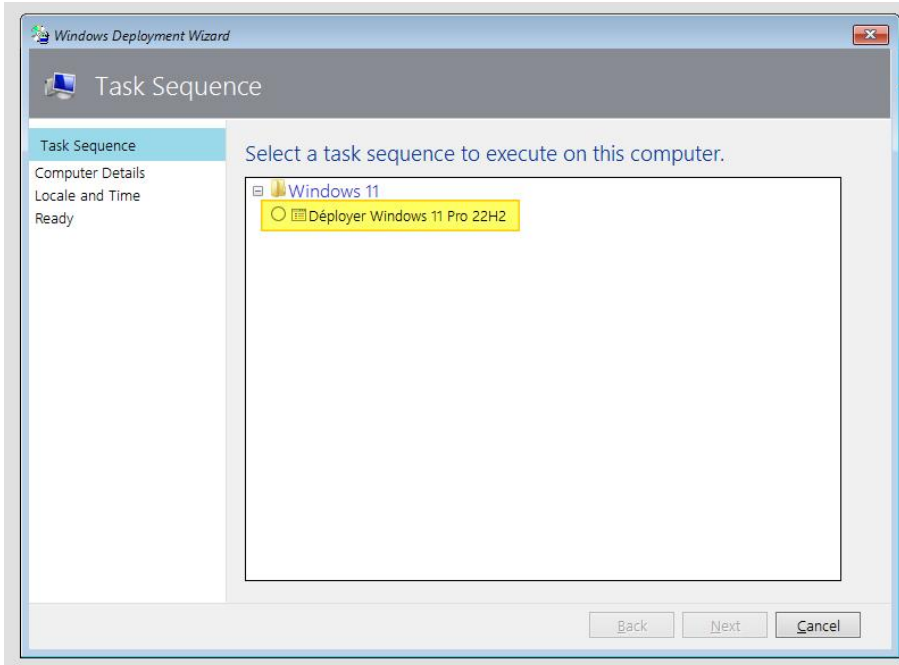 Windows Deployment Wizard
Task Sequence
Task Sequence
Computer Details
Locale and Time
Ready
Select a task sequence to execute on this computer.
Windows 11
Déployer Windows 11 Pro 22H2
Back Next Cancel